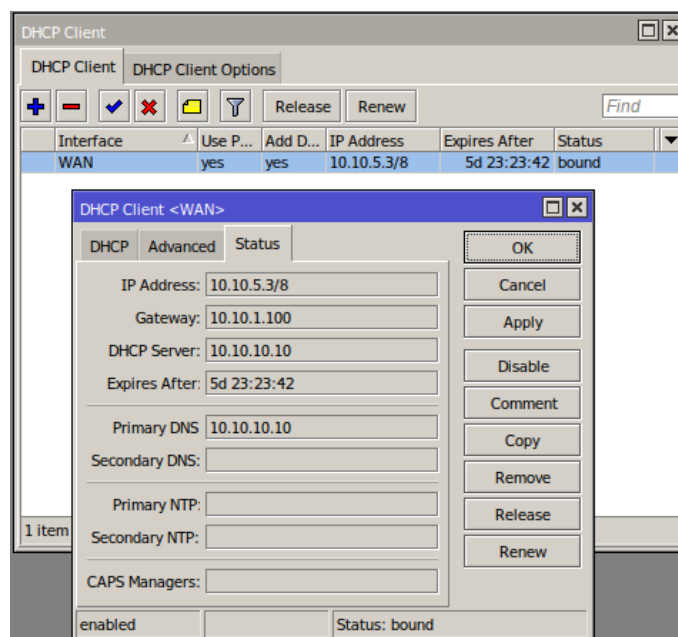 DHCP Client
DHCP Client DHCP Client Options
Release Renew Find
Interface Use P... Add D... IP Address Expires After Status
WAN yes yes 10.10.5.3/8 5d 23:23:42 bound
DHCP Client <WAN>
DHCP Advanced Status
IP Address: 10.10.5.3/8
Gateway: 10.10.1.100
DHCP Server: 10.10.10.10
Expires After: 5d 23:23:42
Primary DNS 10.10.10.10
Secondary DNS:
Primary NTP:
Secondary NTP:
CAPS Managers:
OK
Cancel
Apply
Disable
Comment
Copy
Remove
Release
Renew
1 item
enabled Status: bound